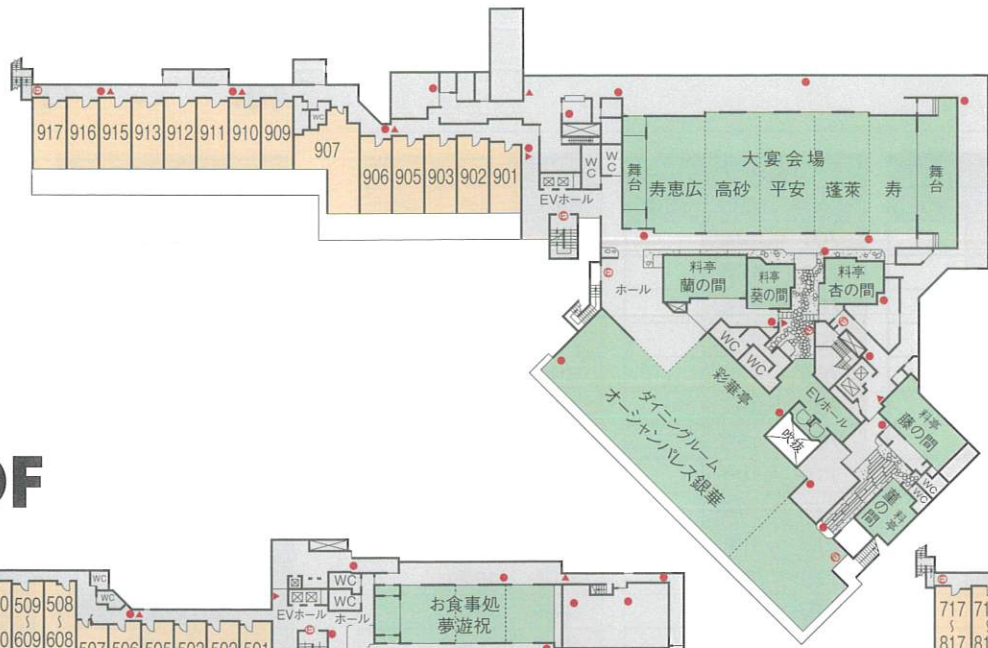 917 916 915 913 912 911 910 909
WC
907
906 905 903 902 901
WC
WC
EVホール
舞台
大宴会場
寿恵広 高砂 平安 蓬萊 寿
舞台
ホール
料亭
蘭の間
料亭
葵の間
料亭
杏の間
WC
WC
彩華亭
EVホール
吹抜
ダイニングルーム
オーシャンパレス銀華
料亭
藤の間
WC
WC
料亭
菫の間
F
509
~
609
508
~
608
507 506 505 503 502 501
WC
WC
EVホール
WC
WC
ホール
お食事処
夢遊祝
717
~
817